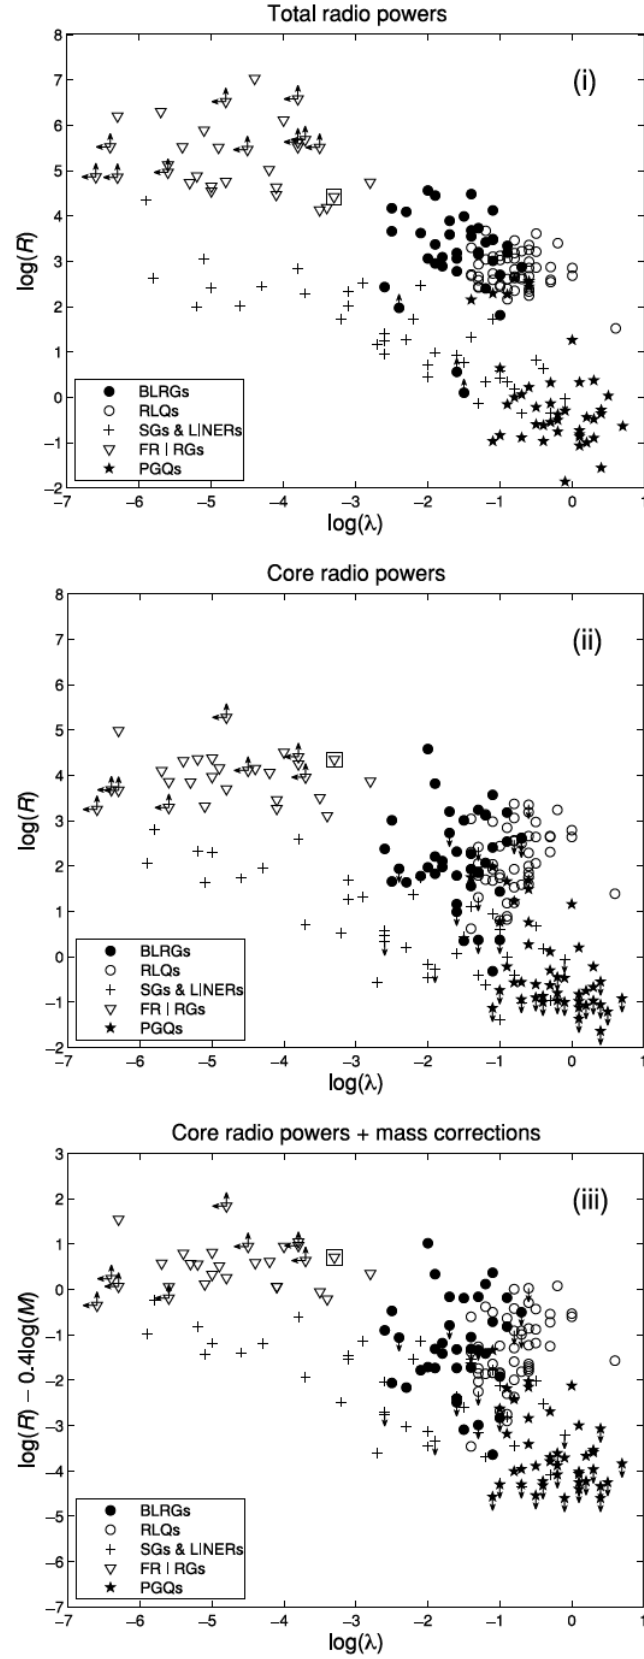 Total radio powers
(i)
8
7
6
5
4
3
2
1
0
−1
−2
log(R)
BLRGs
RLQs
SGs & LINERs
FR I RGs
PGQs
−7 −6 −5 −4 −3 −2 −1 0 1
log(λ)
Core radio powers
(ii)
8
7
6
5
4
3
2
1
0
−1
−2
log(R)
BLRGs
RLQs
SGs & LINERs
FR I RGs
PGQs
−7 −6 −5 −4 −3 −2 −1 0 1
log(λ)
Core radio powers + mass corrections
(iii)
3
2
1
0
−1
−2
−3
−4
−5
−6
−7
log(R) − 0.4log(M)
BLRGs
RLQs
SGs & LINERs
FR I RGs
PGQs
−7 −6 −5 −4 −3 −2 −1 0 1
log(λ)